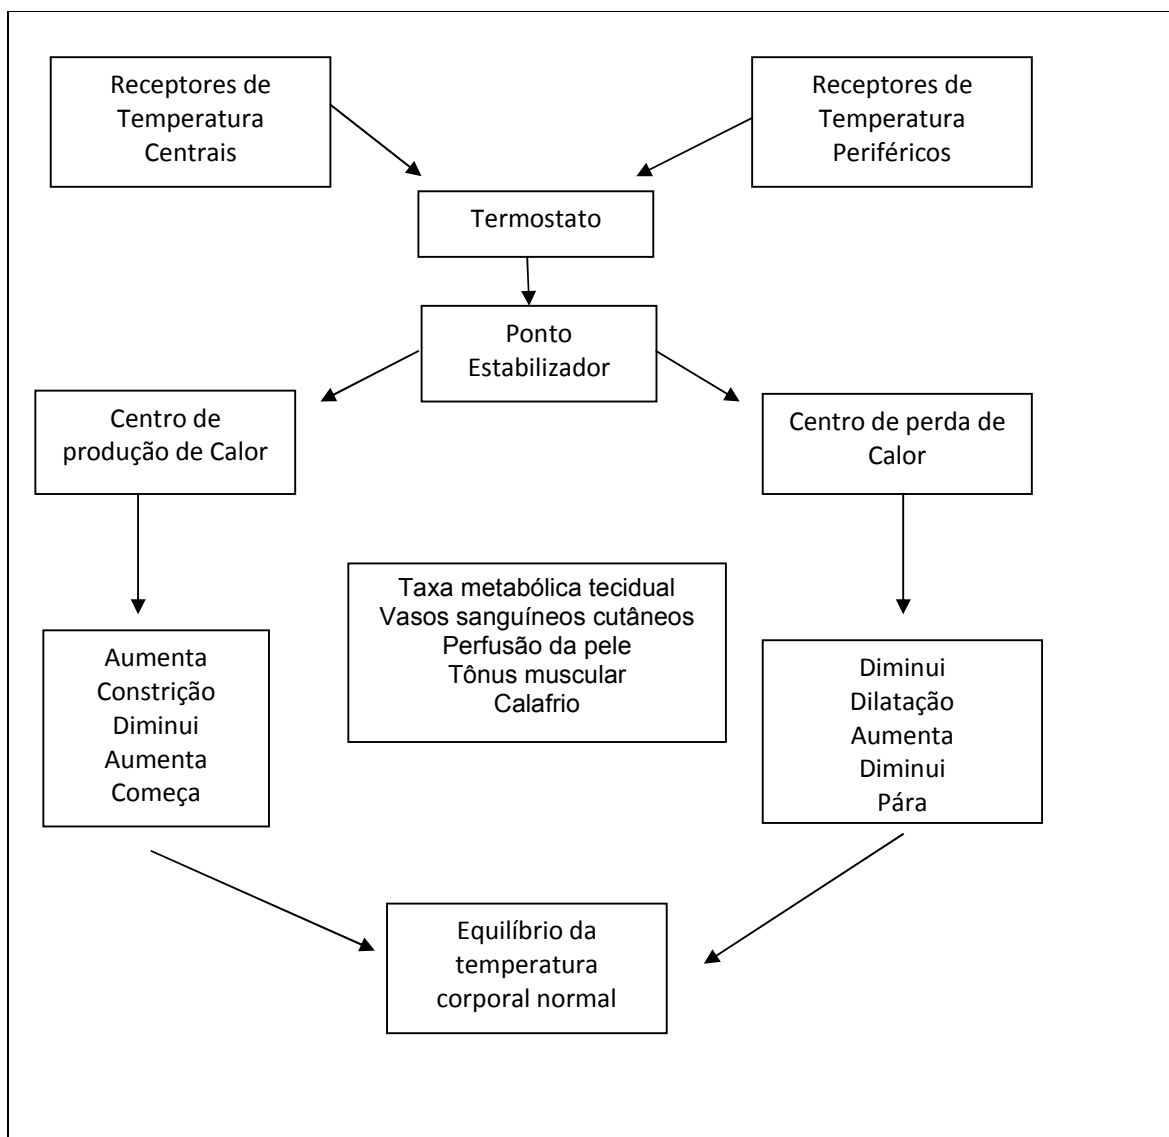 Receptores de
Temperatura
Centrais
Receptores de
Temperatura
Periféricos
Termostato
Ponto
Estabilizador
Centro de
produção de Calor
Centro de perda de
Calor
Taxa metabólica tecidual
Vasos sanguíneos cutâneos
Perfusão da pele
Tônus muscular
Calafrio
Aumenta
Constrição
Diminui
Aumenta
Começa
Diminui
Dilatação
Aumenta
Diminui
Pára
Equilíbrio da
temperatura
corporal normal